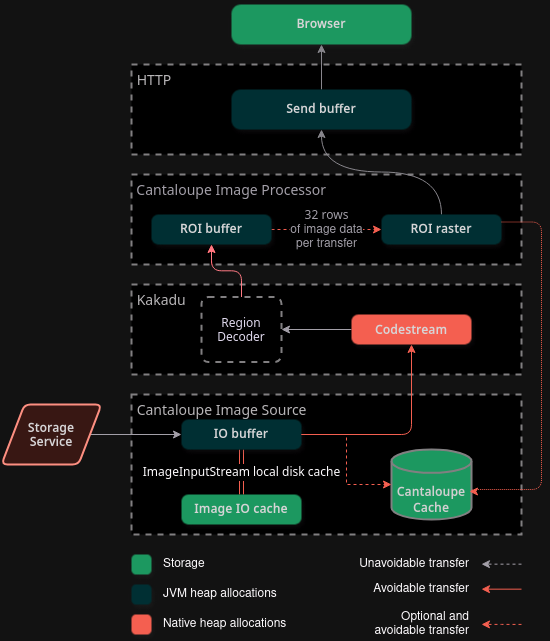 Browser
HTTP
Send buffer
Cantaloupe Image Processor
ROI buffer
32 rows
of image data
per transfer
ROI raster
Kakadu
Region
Decoder
Codestream
Cantaloupe Image Source
Storage
Service
IO buffer
ImageInputStream local disk cache
Cantaloupe
Cache
Image IO cache
Storage
Unavoidable transfer
JVM heap allocations
Avoidable transfer
Native heap allocations
Optional and
avoidable transfer